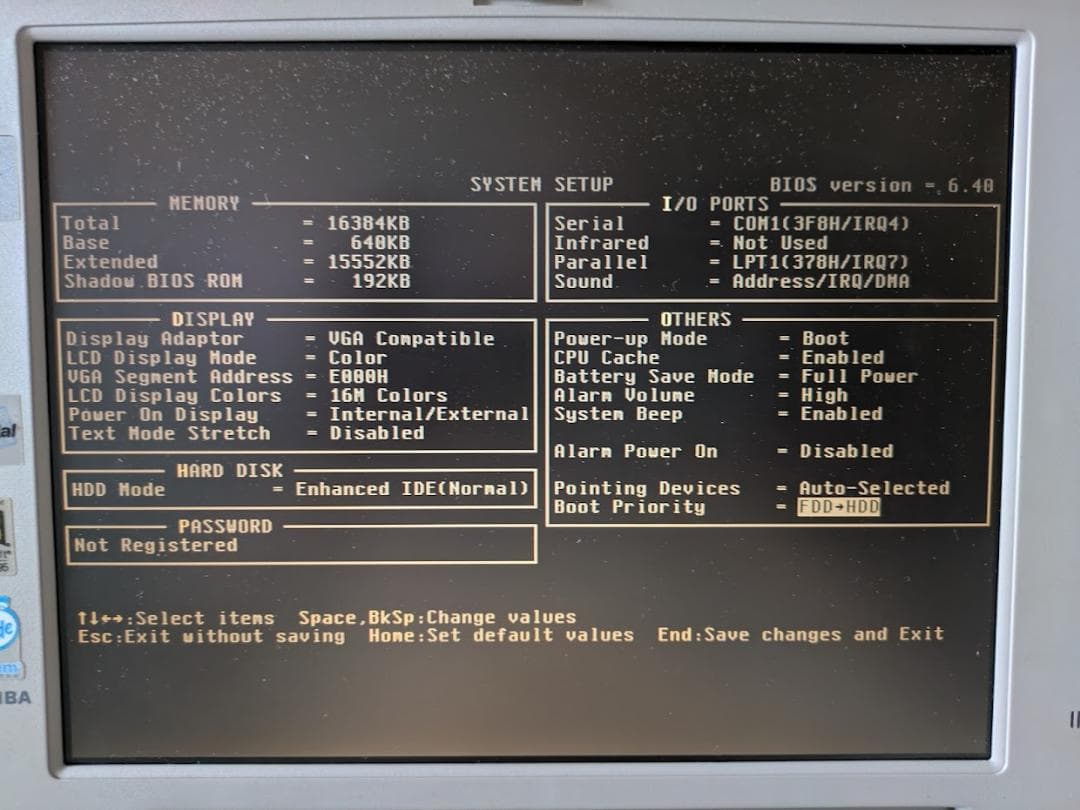 SYSTEM SETUP BIOS version = 6.40
MEMORY
Total = 16384KB
Base = 640KB
Extended = 15552KB
Shadow BIOS ROM = 192KB
I/O PORTS
Serial = COM1(3F8H/IRQ4)
Infrared = Not Used
Parallel = LPT1(378H/IRQ7)
Sound = Address/IRQ/DMA
DISPLAY
Display Adaptor = VGA Compatible
LCD Display Mode = Color
VGA Segment Address = E000H
LCD Display Colors = 16M Colors
Power On Display = Internal/External
Text Mode Stretch = Disabled
OTHERS
Power-up Mode = Boot
CPU Cache = Enabled
Battery Save Mode = Full Power
Alarm Volume = High
System Beep = Enabled
Alarm Power On = Disabled
Pointing Devices = Auto-Selected
Boot Priority = FDD→HDD
HARD DISK
HDD Mode = Enhanced IDE(Normal)
PASSWORD
Not Registered
↑↓←→:Select items Space,BkSp:Change values
Esc:Exit without saving Home:Set default values End:Save changes and Exit